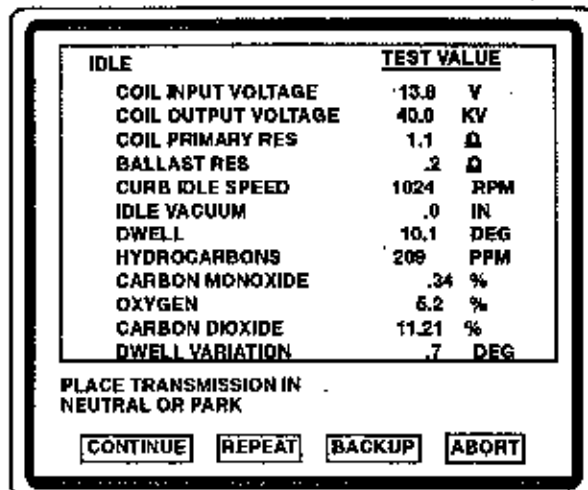 IDLE TEST VALUE
COIL INPUT VOLTAGE 13.8 V
COIL OUTPUT VOLTAGE 40.0 KV
COIL PRIMARY RES 1.1 Ω
BALLAST RES .2 Ω
CURB IDLE SPEED 1024 RPM
IDLE VACUUM .0 IN
DWELL 10.1 DEG
HYDROCARBONS 209 PPM
CARBON MONOXIDE .34 %
OXYGEN 5.2 %
CARBON DIOXIDE 11.21 %
DWELL VARIATION .7 DEG
PLACE TRANSMISSION IN
NEUTRAL OR PARK
CONTINUE REPEAT BACKUP ABORT